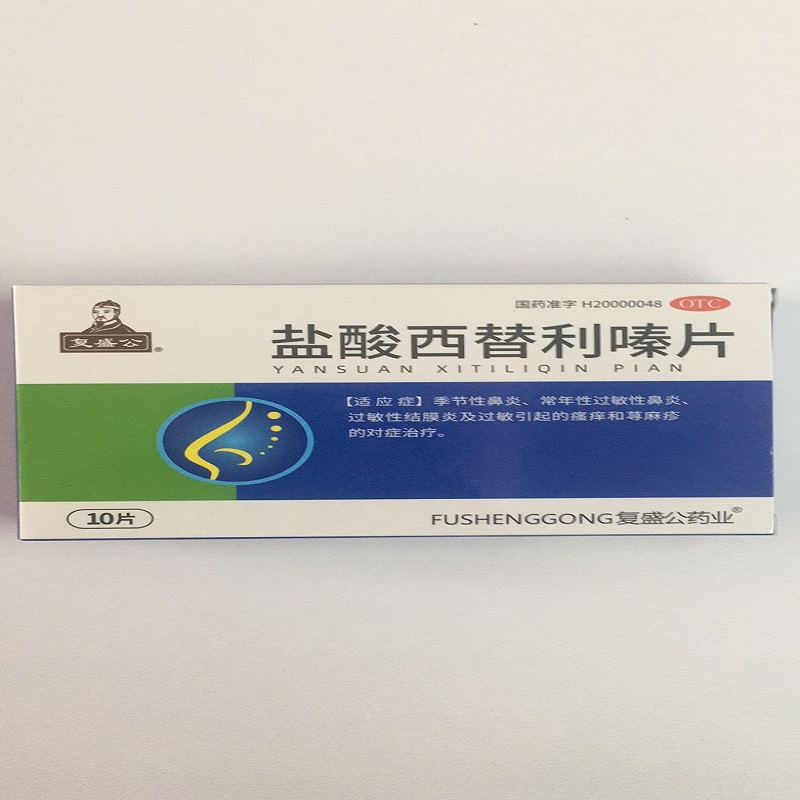 国药准字 H20000048 OTC
复盛公®
盐酸西替利嗪片
YANSUAN XITILIQIN PIAN
【适应症】季节性鼻炎、常年性过敏性鼻炎、
过敏性结膜炎及过敏引起的瘙痒和荨麻疹
的对症治疗。
10片
FUSHENGGONG复盛公药业®